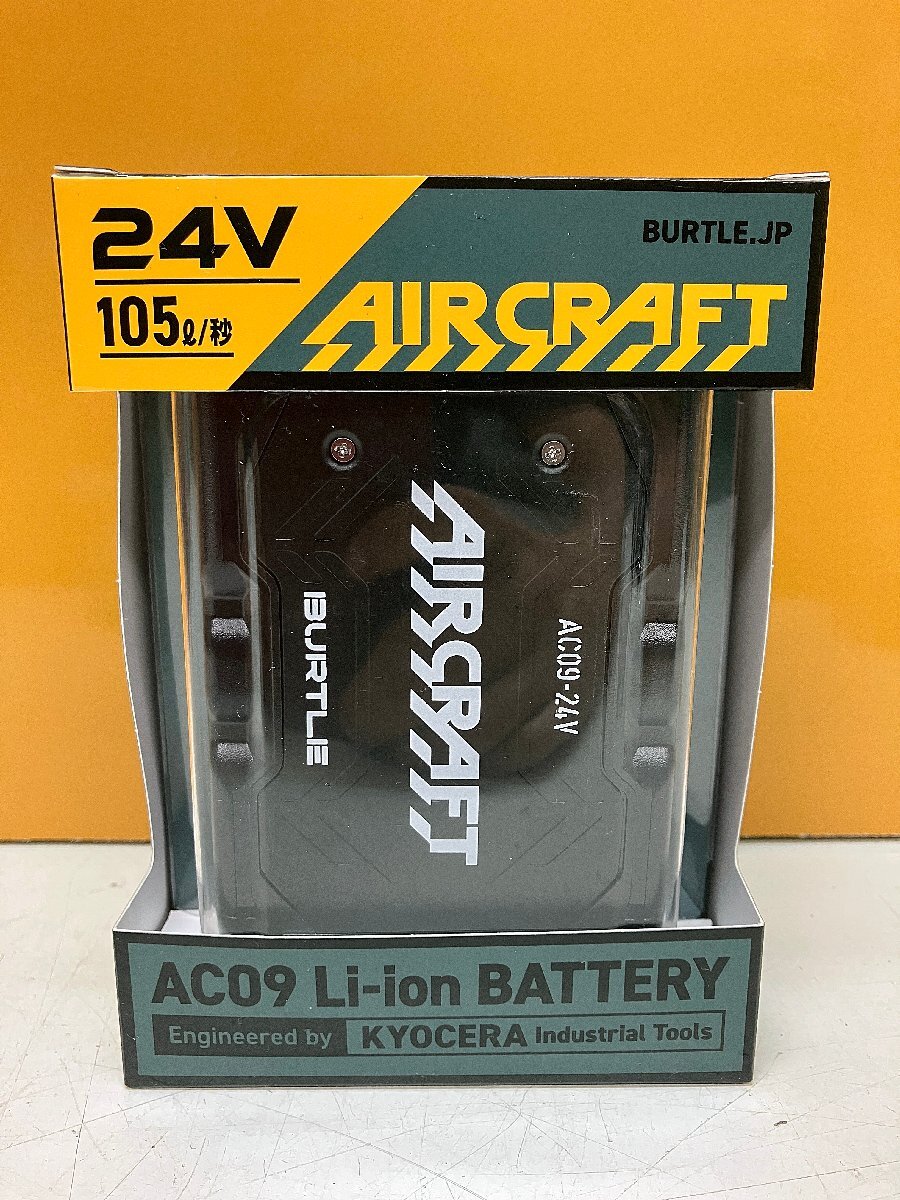 24V
105ℓ/秒
BURTLE.JP
AIRCRAFT
BURTLE
AIRCRAFT
AC09-24V
AC09 Li-ion BATTERY
Engineered by KYOCERA Industrial Tools